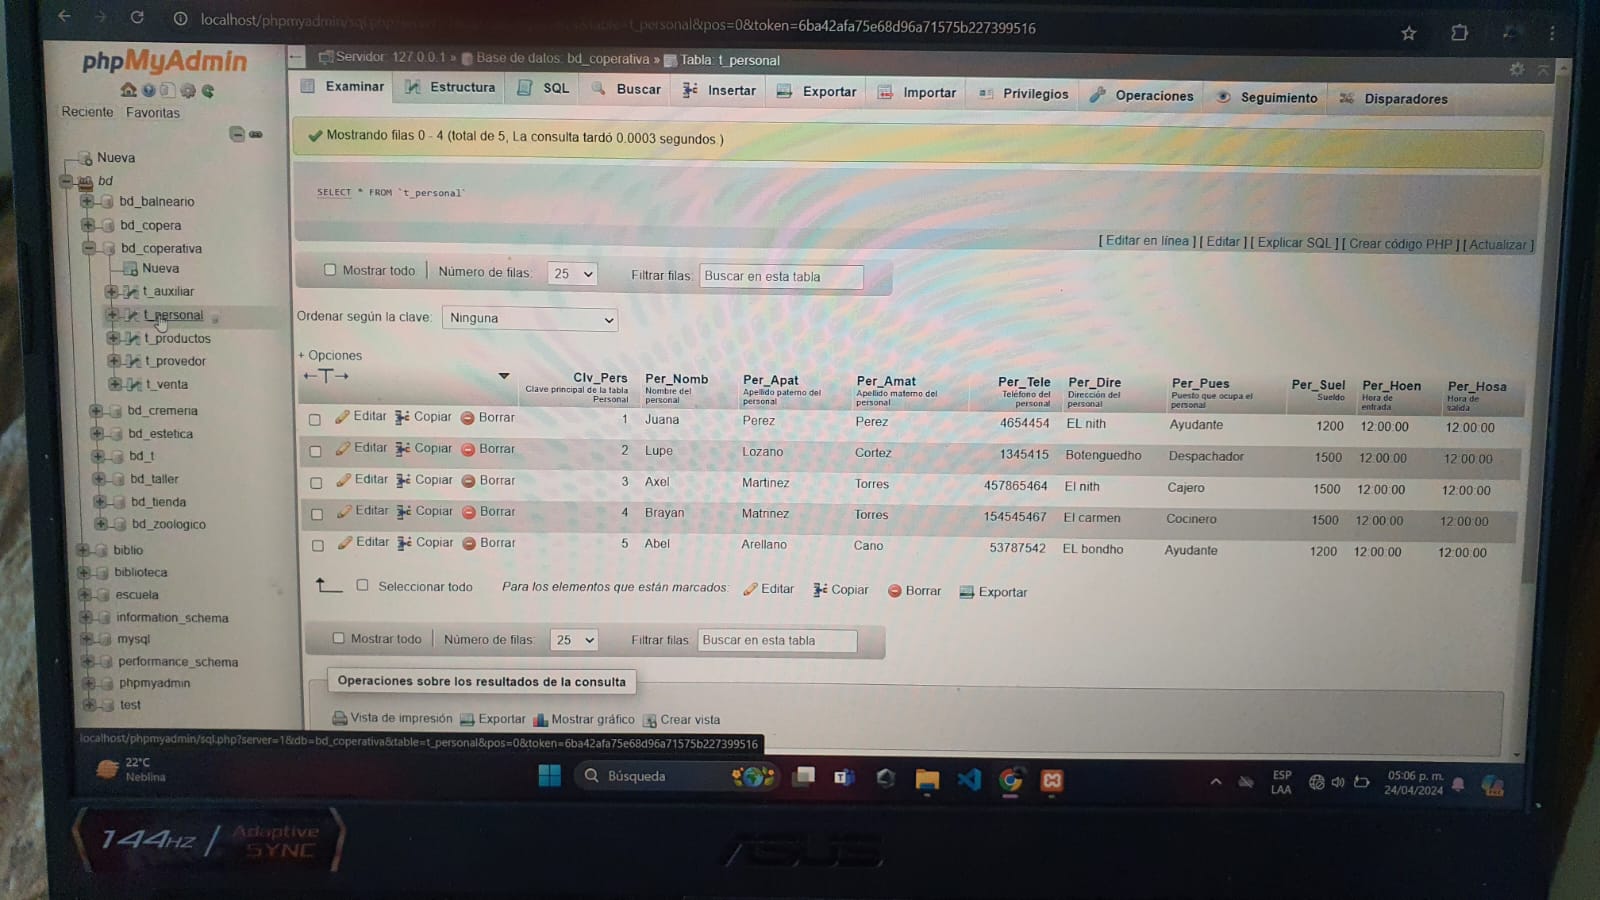 localhost/phpmyadmin/sql.php?server=1&db=bd_coperativa&table=t_personal&pos=0&token=6ba42afa75e68d96a71575b227399516
phpMyAdmin
Reciente Favoritas
Nueva
bd
bd_balneario
bd_copera
bd_coperativa
Nueva
t_auxiliar
t_personal
t_productos
t_provedor
t_venta
bd_cremeria
bd_estetica
bd_t
bd_taller
bd_tienda
bd_zoologico
biblio
biblioteca
escuela
information_schema
mysql
performance_schema
phpmyadmin
test
Servidor: 127.0.0.1 » Base de datos: bd_coperativa » Tabla: t_personal
Examinar Estructura SQL Buscar Insertar Exportar Importar Privilegios Operaciones Seguimiento Disparadores
Mostrando filas 0 - 4 (total de 5, La consulta tardó 0.0003 segundos.)
SELECT * FROM `t_personal`
[ Editar en línea ] [ Editar ] [ Explicar SQL ] [ Crear código PHP ] [ Actualizar ]
Mostrar todo Número de filas: 25 Filtrar filas: Buscar en esta tabla
Ordenar según la clave: Ninguna
+ Opciones
←T→ Clv_Pers Per_Nomb Per_Apat Per_Amat Per_Tele Per_Dire Per_Pues Per_Suel Per_Hoen Per_Hosa
Clave principal de la tabla Personal Nombre del personal Apellido paterno del personal Apellido materno del personal Teléfono del personal Dirección del personal Puesto que ocupa el personal Sueldo Hora de entrada Hora de salida
Editar Copiar Borrar 1 Juana Perez Perez 4654454 EL nith Ayudante 1200 12:00:00 12:00:00
Editar Copiar Borrar 2 Lupe Lozano Cortez 1345415 Botenguedho Despachador 1500 12:00:00 12:00:00
Editar Copiar Borrar 3 Axel Martinez Torres 457865464 El nith Cajero 1500 12:00:00 12:00:00
Editar Copiar Borrar 4 Brayan Matrinez Torres 154545467 El carmen Cocinero 1500 12:00:00 12:00:00
Editar Copiar Borrar 5 Abel Arellano Cano 53787542 EL bondho Ayudante 1200 12:00:00 12:00:00
Seleccionar todo Para los elementos que están marcados: Editar Copiar Borrar Exportar
Mostrar todo Número de filas: 25 Filtrar filas: Buscar en esta tabla
Operaciones sobre los resultados de la consulta
Vista de impresión Exportar Mostrar gráfico Crear vista
localhost/phpmyadmin/sql.php?server=1&db=bd_coperativa&table=t_personal&pos=0&token=6ba42afa75e68d96a71575b227399516
22°C
Neblina
Búsqueda
ESP
LAA
05:06 p. m.
24/04/2024
144Hz / Adaptive
SYNC
ASUS